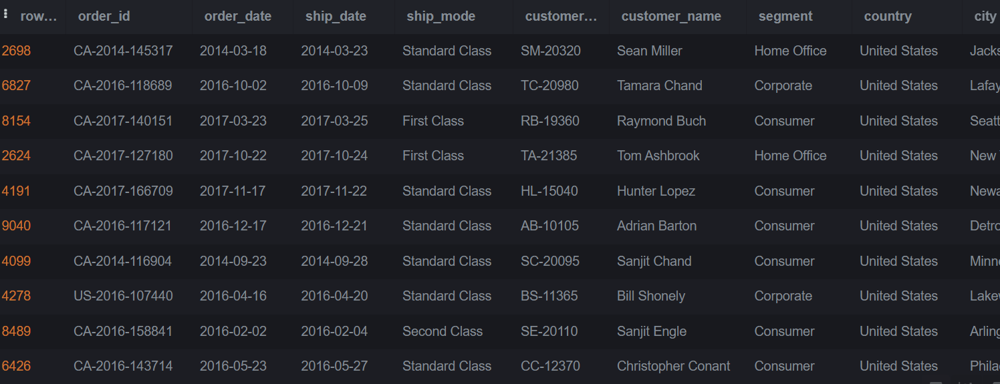 row... order_id order_date ship_date ship_mode customer... customer_name segment country city
2698 CA-2014-145317 2014-03-18 2014-03-23 Standard Class SM-20320 Sean Miller Home Office United States Jacks
6827 CA-2016-118689 2016-10-02 2016-10-09 Standard Class TC-20980 Tamara Chand Corporate United States Lafay
8154 CA-2017-140151 2017-03-23 2017-03-25 First Class RB-19360 Raymond Buch Consumer United States Seatt
2624 CA-2017-127180 2017-10-22 2017-10-24 First Class TA-21385 Tom Ashbrook Home Office United States New
4191 CA-2017-166709 2017-11-17 2017-11-22 Standard Class HL-15040 Hunter Lopez Consumer United States Newa
9040 CA-2016-117121 2016-12-17 2016-12-21 Standard Class AB-10105 Adrian Barton Consumer United States Detro
4099 CA-2014-116904 2014-09-23 2014-09-28 Standard Class SC-20095 Sanjit Chand Consumer United States Minne
4278 US-2016-107440 2016-04-16 2016-04-20 Standard Class BS-11365 Bill Shonely Corporate United States Lakew
8489 CA-2016-158841 2016-02-02 2016-02-04 Second Class SE-20110 Sanjit Engle Consumer United States Arling
6426 CA-2016-143714 2016-05-23 2016-05-27 Standard Class CC-12370 Christopher Conant Consumer United States Phila